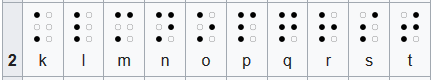 ⠅ ⠇ ⠍ ⠝ ⠕ ⠏ ⠟ ⠗ ⠎ ⠞
2 k l m n o p q r s t